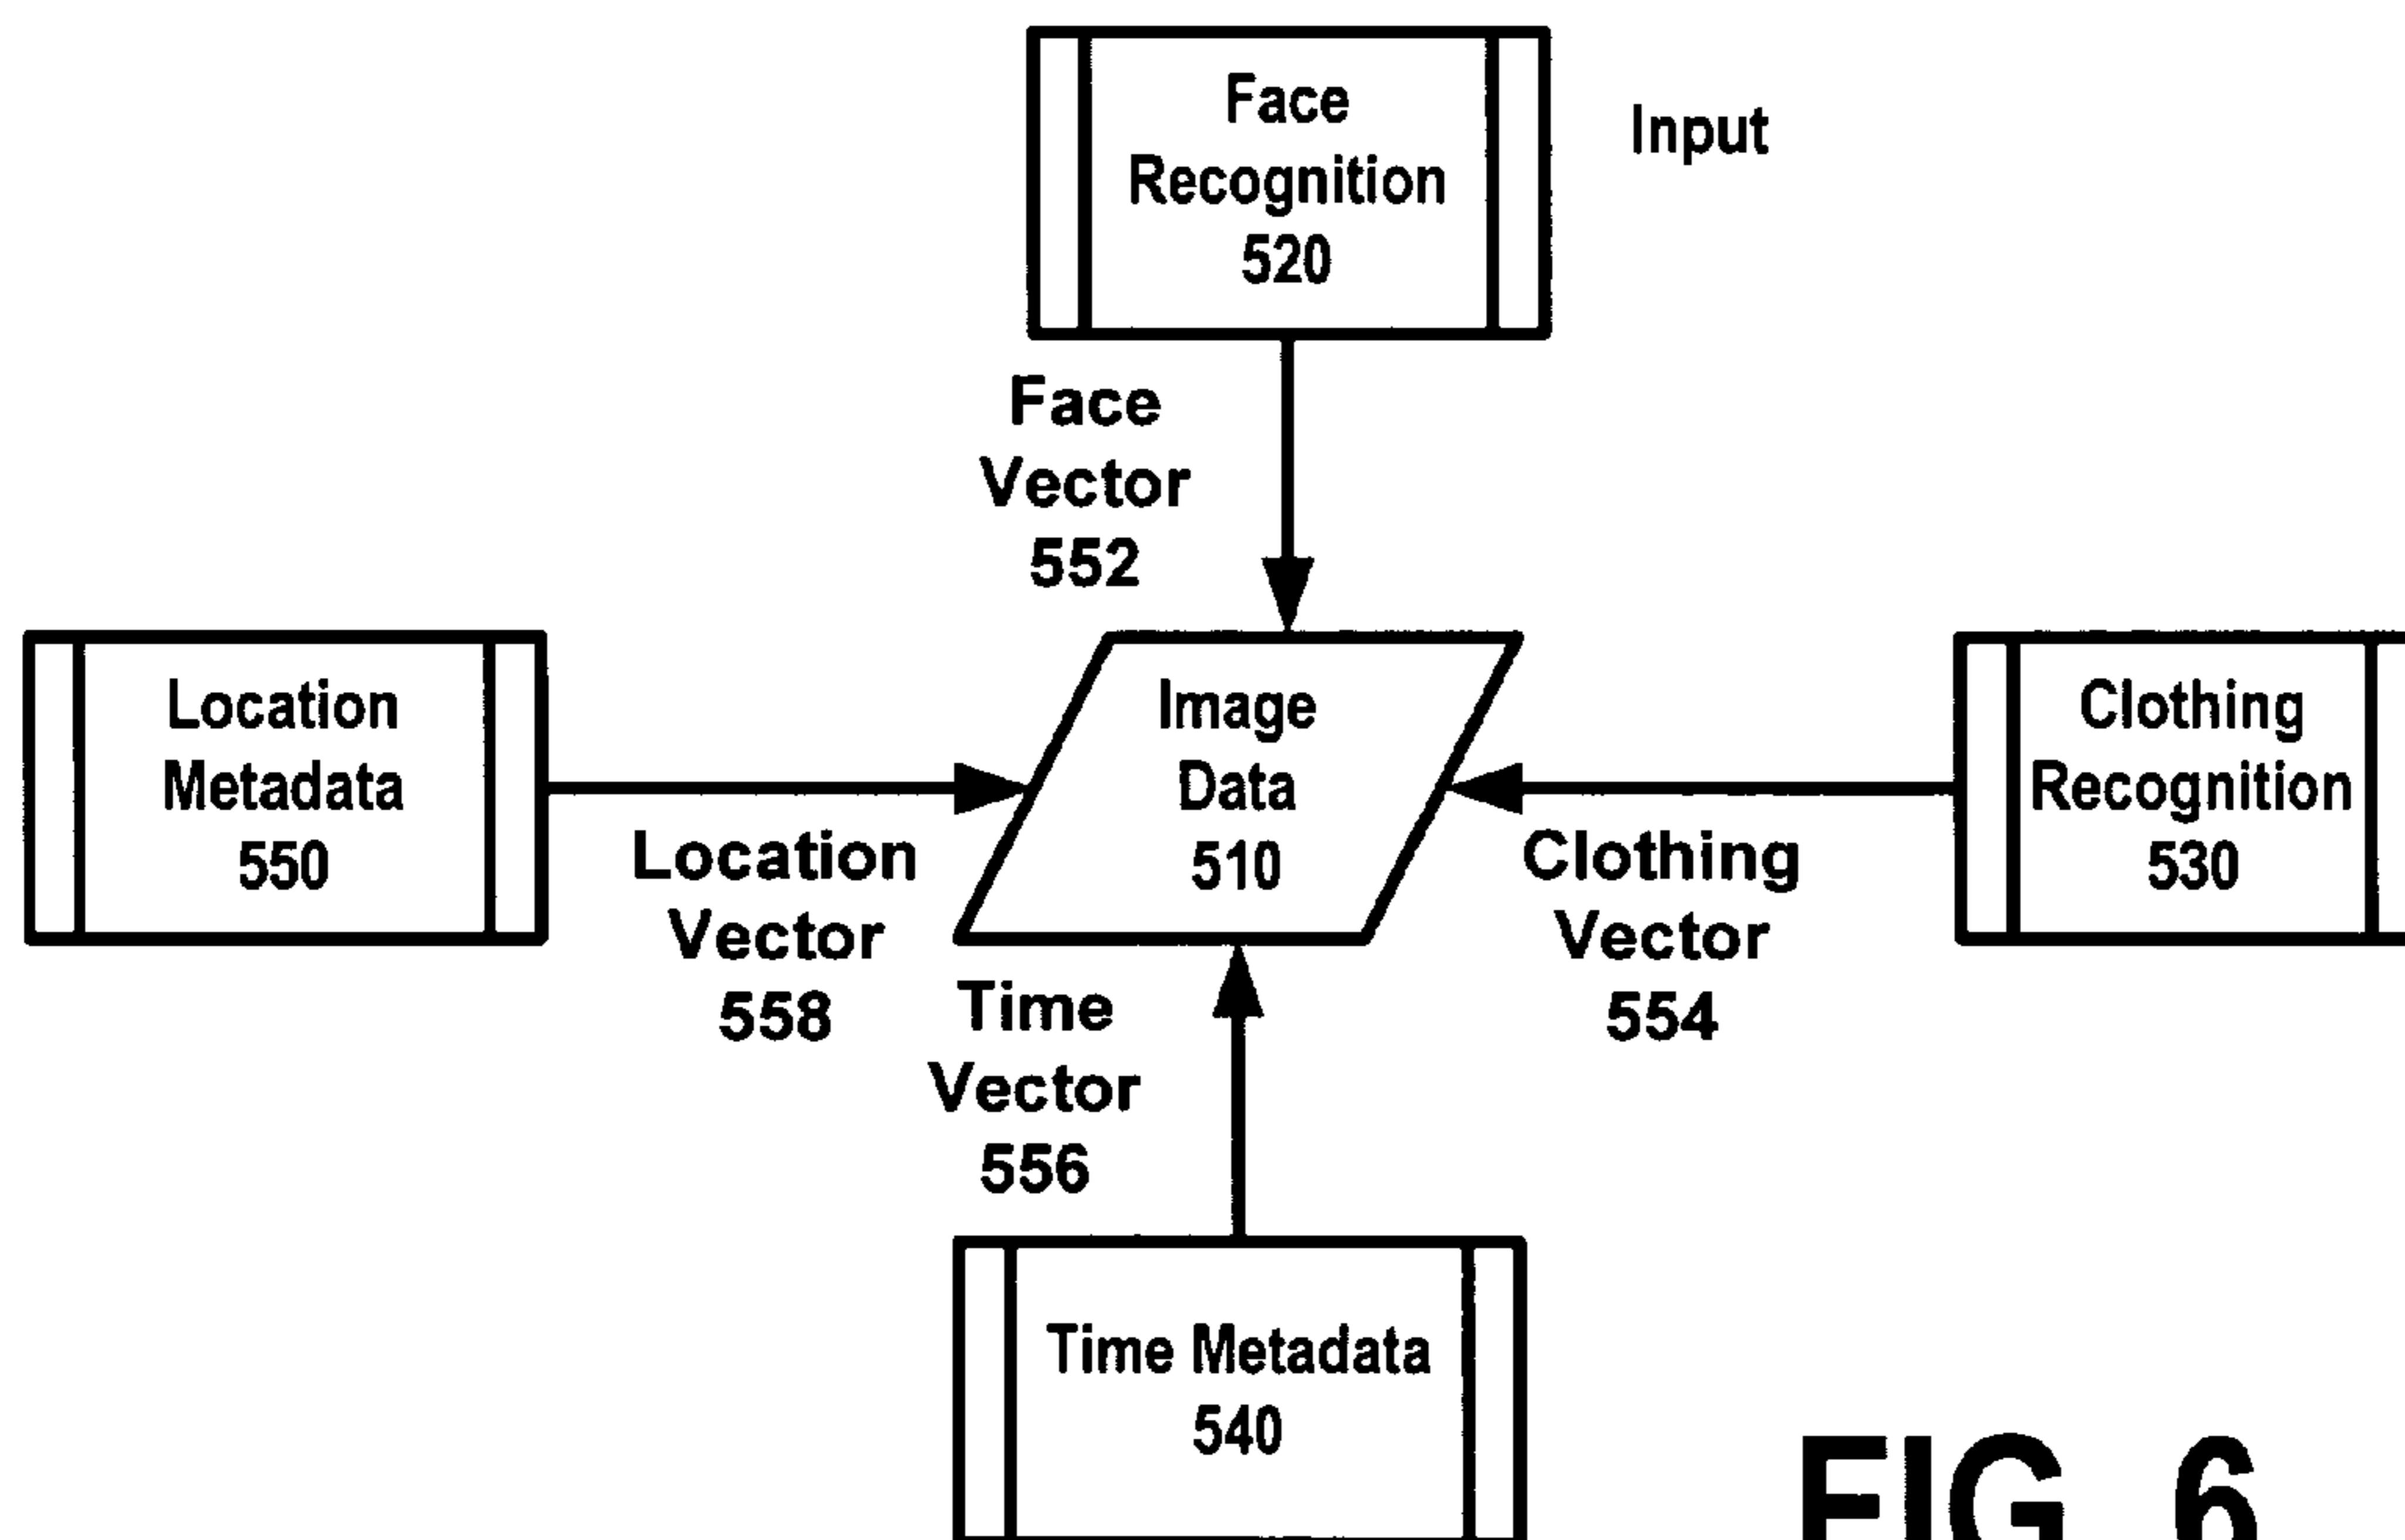 Face
Recognition
520
Input
Face
Vector
552
Location
Metadata
550
Location
Vector
558
Image
Data
510
Clothing
Vector
554
Clothing
Recognition
530
Time
Vector
556
Time Metadata
540
FIG. 6